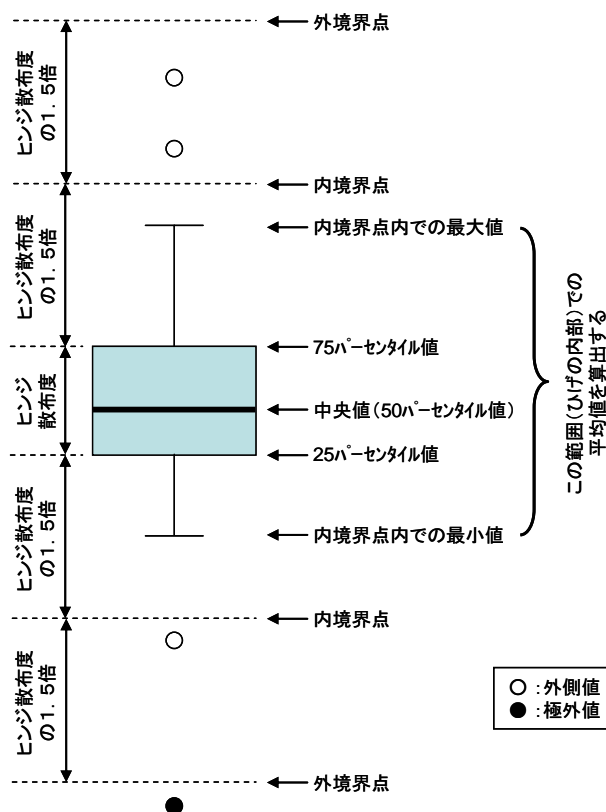 外境界点
ヒンジ散布度
の1．5倍
内境界点
ヒンジ散布度
の1．5倍
内境界点内での最大値
75パーセンタイル値
ヒンジ
散布度
中央値(50パーセンタイル値)
25パーセンタイル値
この範囲(ひげの内部)での
平均値を算出する
ヒンジ散布度
の1．5倍
内境界点内での最小値
内境界点
ヒンジ散布度
の1．5倍
○：外側値
●：極外値
外境界点